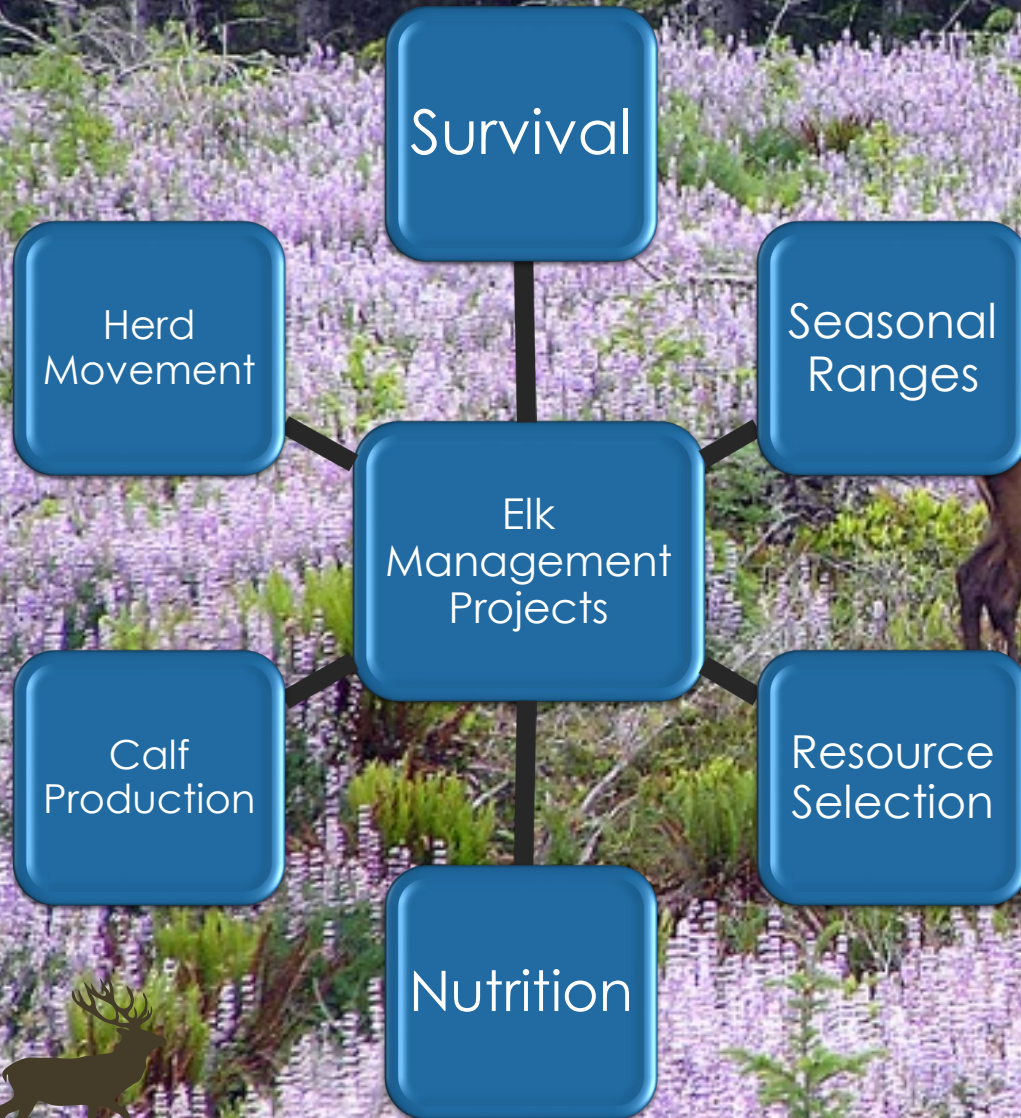 Survival
Herd
Movement
Seasonal
Ranges
Elk
Management
Projects
Calf
Production
Resource
Selection
Nutrition